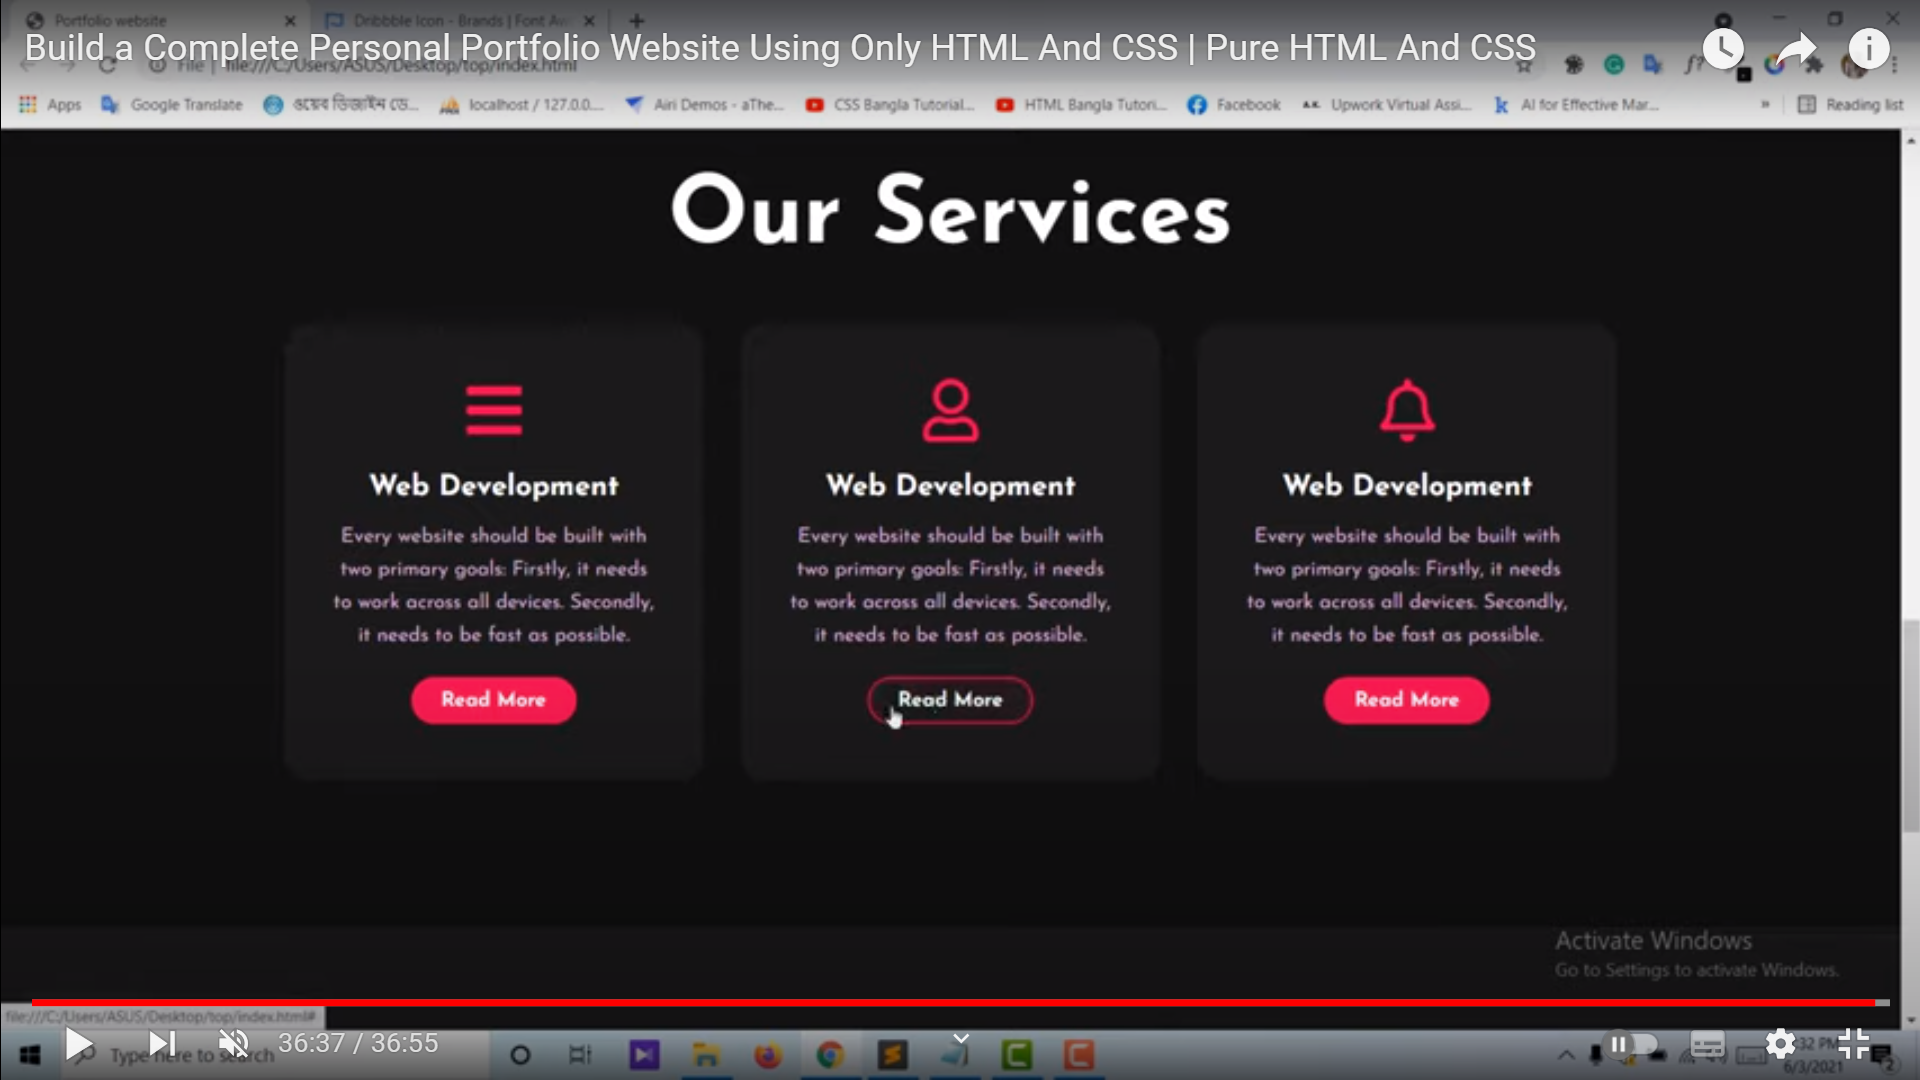 Portfolio website
Dribbble Icon - Brands | Font Aw
Build a Complete Personal Portfolio Website Using Only HTML And CSS | Pure HTML And CSS
File | file:///C:/Users/ASUS/Desktop/top/index.html
Apps Google Translate ওয়েব ডিজাইন ডে... localhost / 127.0.0.... Airi Demos - aThe... CSS Bangla Tutorial... HTML Bangla Tutori... Facebook A.K. Upwork Virtual Assi... AI for Effective Mar... » Reading list
Our Services
Web Development
Every website should be built with
two primary goals: Firstly, it needs
to work across all devices. Secondly,
it needs to be fast as possible.
Read More
Web Development
Every website should be built with
two primary goals: Firstly, it needs
to work across all devices. Secondly,
it needs to be fast as possible.
Read More
Web Development
Every website should be built with
two primary goals: Firstly, it needs
to work across all devices. Secondly,
it needs to be fast as possible.
Read More
Activate Windows
Go to Settings to activate Windows.
file:///C:/Users/ASUS/Desktop/top/index.html#
36:37 / 36:55
Type here to search
:32 PM
6/3/2021